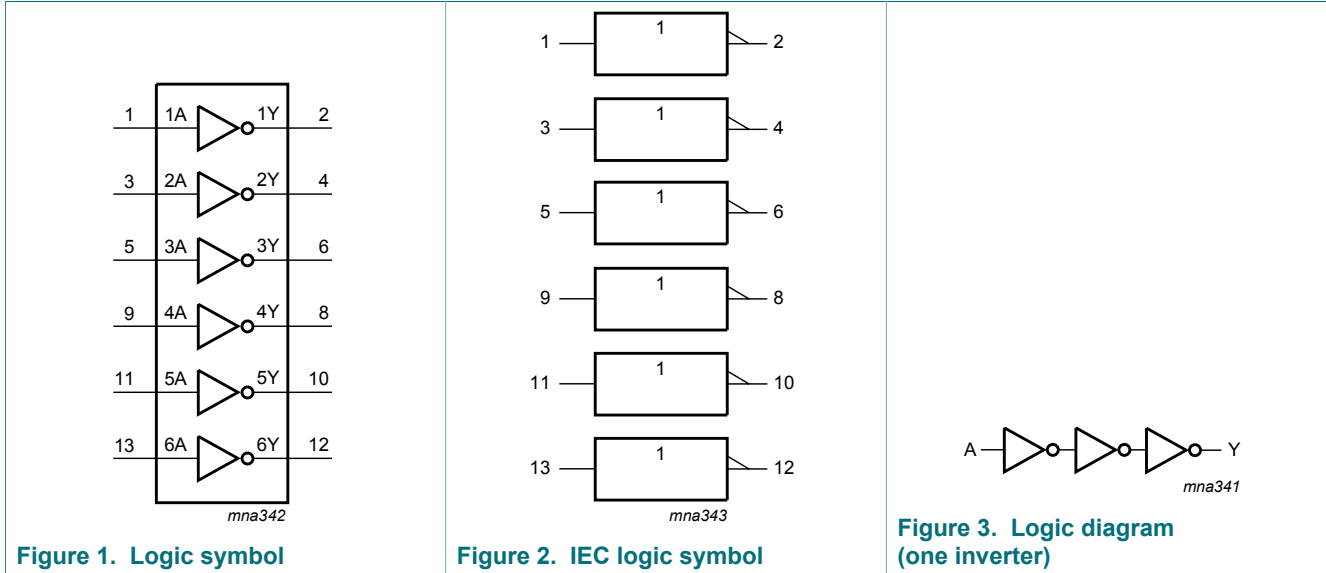 1 1A 1Y 2
3 2A 2Y 4
5 3A 3Y 6
9 4A 4Y 8
11 5A 5Y 10
13 6A 6Y 12
mna342
Figure 1. Logic symbol
1 1 2
3 1 4
5 1 6
9 1 8
11 1 10
13 1 12
mna343
Figure 2. IEC logic symbol
A Y
mna341
Figure 3. Logic diagram
(one inverter)